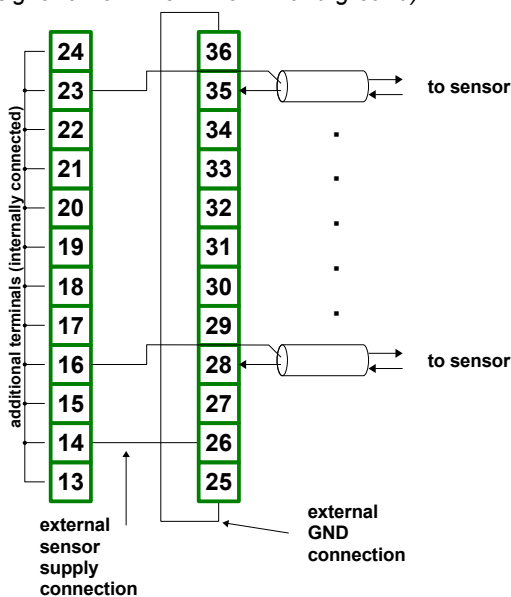 24 36
23 35 to sensor
22 34
21 33
20 32
19 31
18 30
17 29
16 28 to sensor
15 27
14 26
13 25
additional terminals (internally connected)
external
sensor
supply
connection
external
GND
connection